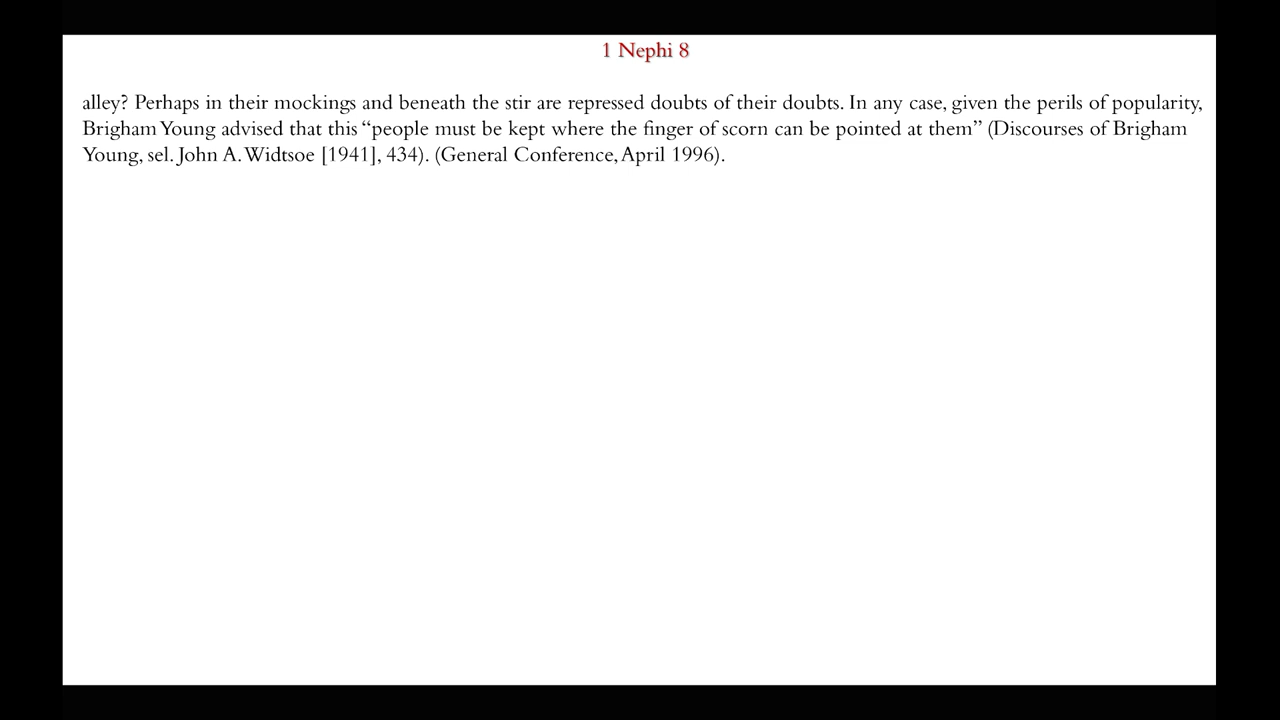 1 Nephi 8
alley? Perhaps in their mockings and beneath the stir are repressed doubts of their doubts. In any case, given the perils of popularity,
Brigham Young advised that this “people must be kept where the finger of scorn can be pointed at them” (Discourses of Brigham
Young, sel. John A. Widtsoe [1941], 434). (General Conference, April 1996).